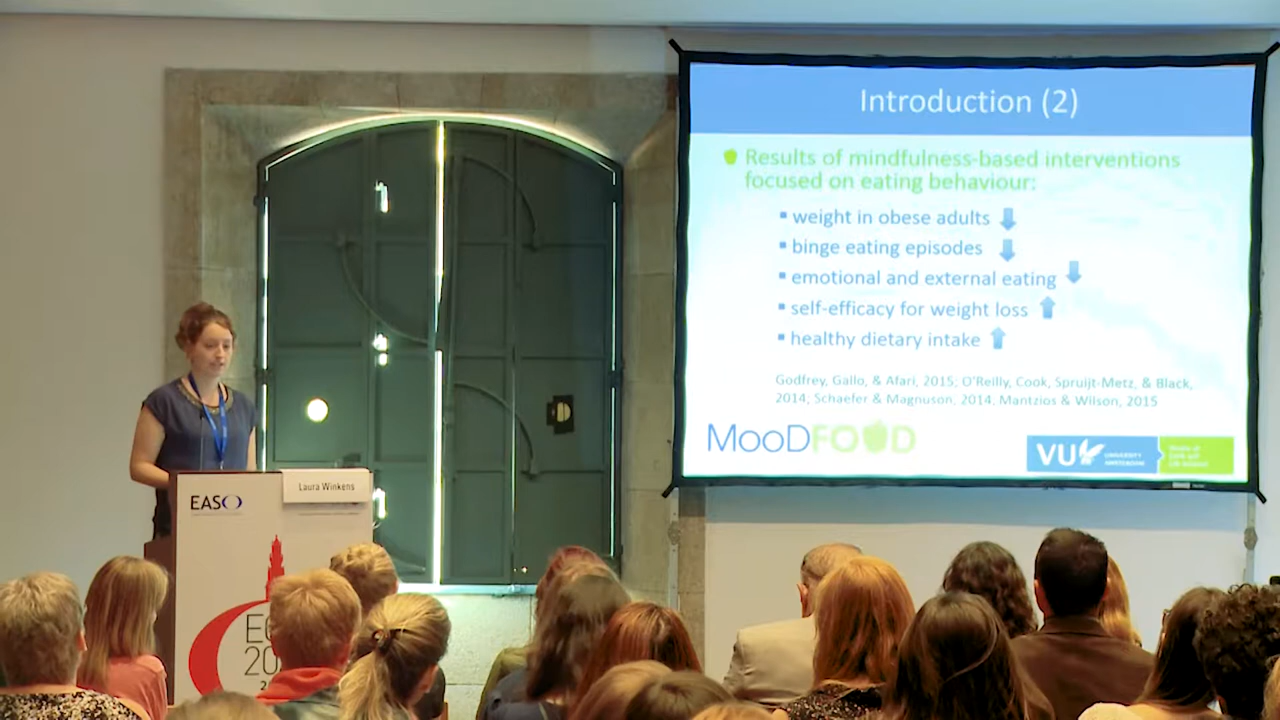 Introduction (2)
Results of mindfulness-based interventions
focused on eating behaviour:
weight in obese adults
binge eating episodes
emotional and external eating
self-efficacy for weight loss
healthy dietary intake
Godfrey, Gallo, & Afari, 2015; O'Reilly, Cook, Spruijt-Metz, & Black,
2014; Schaefer & Magnuson, 2014, Mantzios & Wilson, 2015
MooDFOOD
VU UNIVERSITY
AMSTERDAM
Laura Winkens
EASO